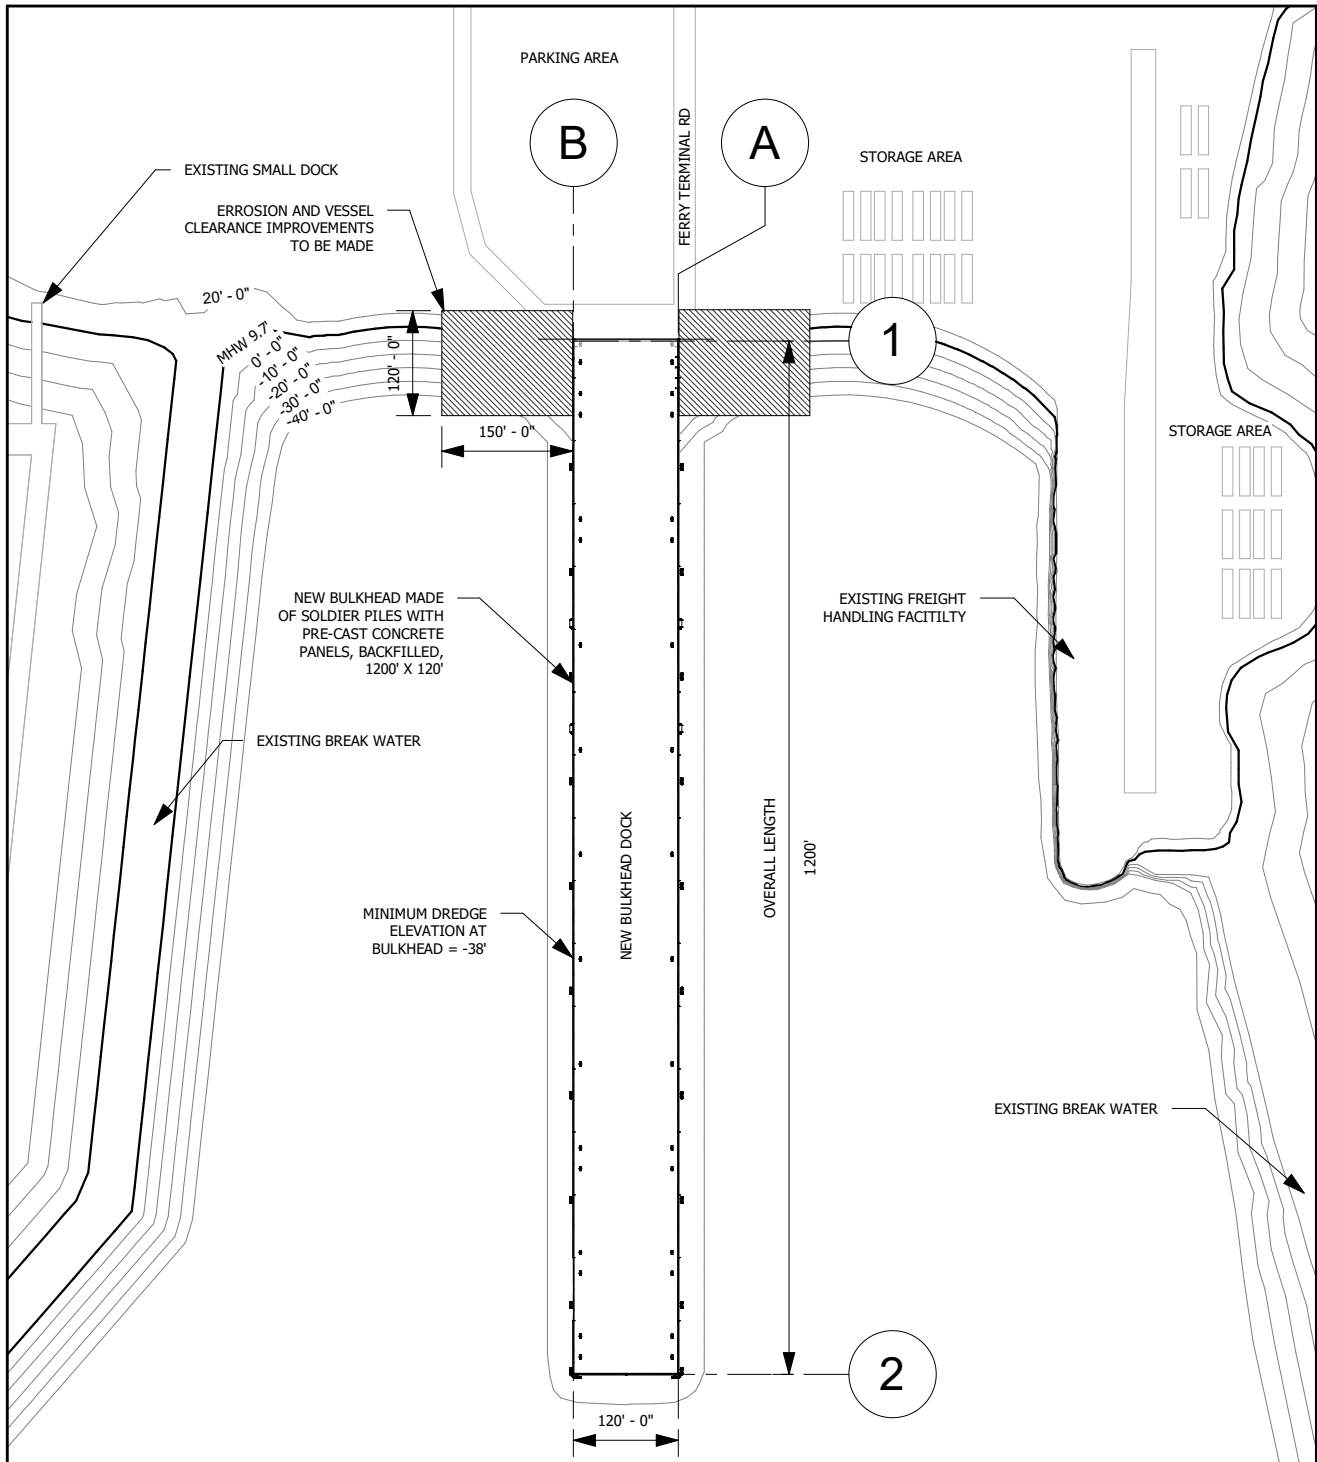 PARKING AREA
B
FERRY TERMINAL RD
A
STORAGE AREA
EXISTING SMALL DOCK
ERROSION AND VESSEL
CLEARANCE IMPROVEMENTS
TO BE MADE
20' - 0"
MHW 9.7'
0' - 0"
-10' - 0"
-20' - 0"
-30' - 0"
-40' - 0"
120' - 0"
150' - 0"
1
STORAGE AREA
NEW BULKHEAD MADE
OF SOLDIER PILES WITH
PRE-CAST CONCRETE
PANELS, BACKFILLED,
1200' X 120'
EXISTING FREIGHT
HANDLING FACITILTY
EXISTING BREAK WATER
NEW BULKHEAD DOCK
OVERALL LENGTH
1200'
MINIMUM DREDGE
ELEVATION AT
BULKHEAD = -38'
EXISTING BREAK WATER
2
120' - 0"